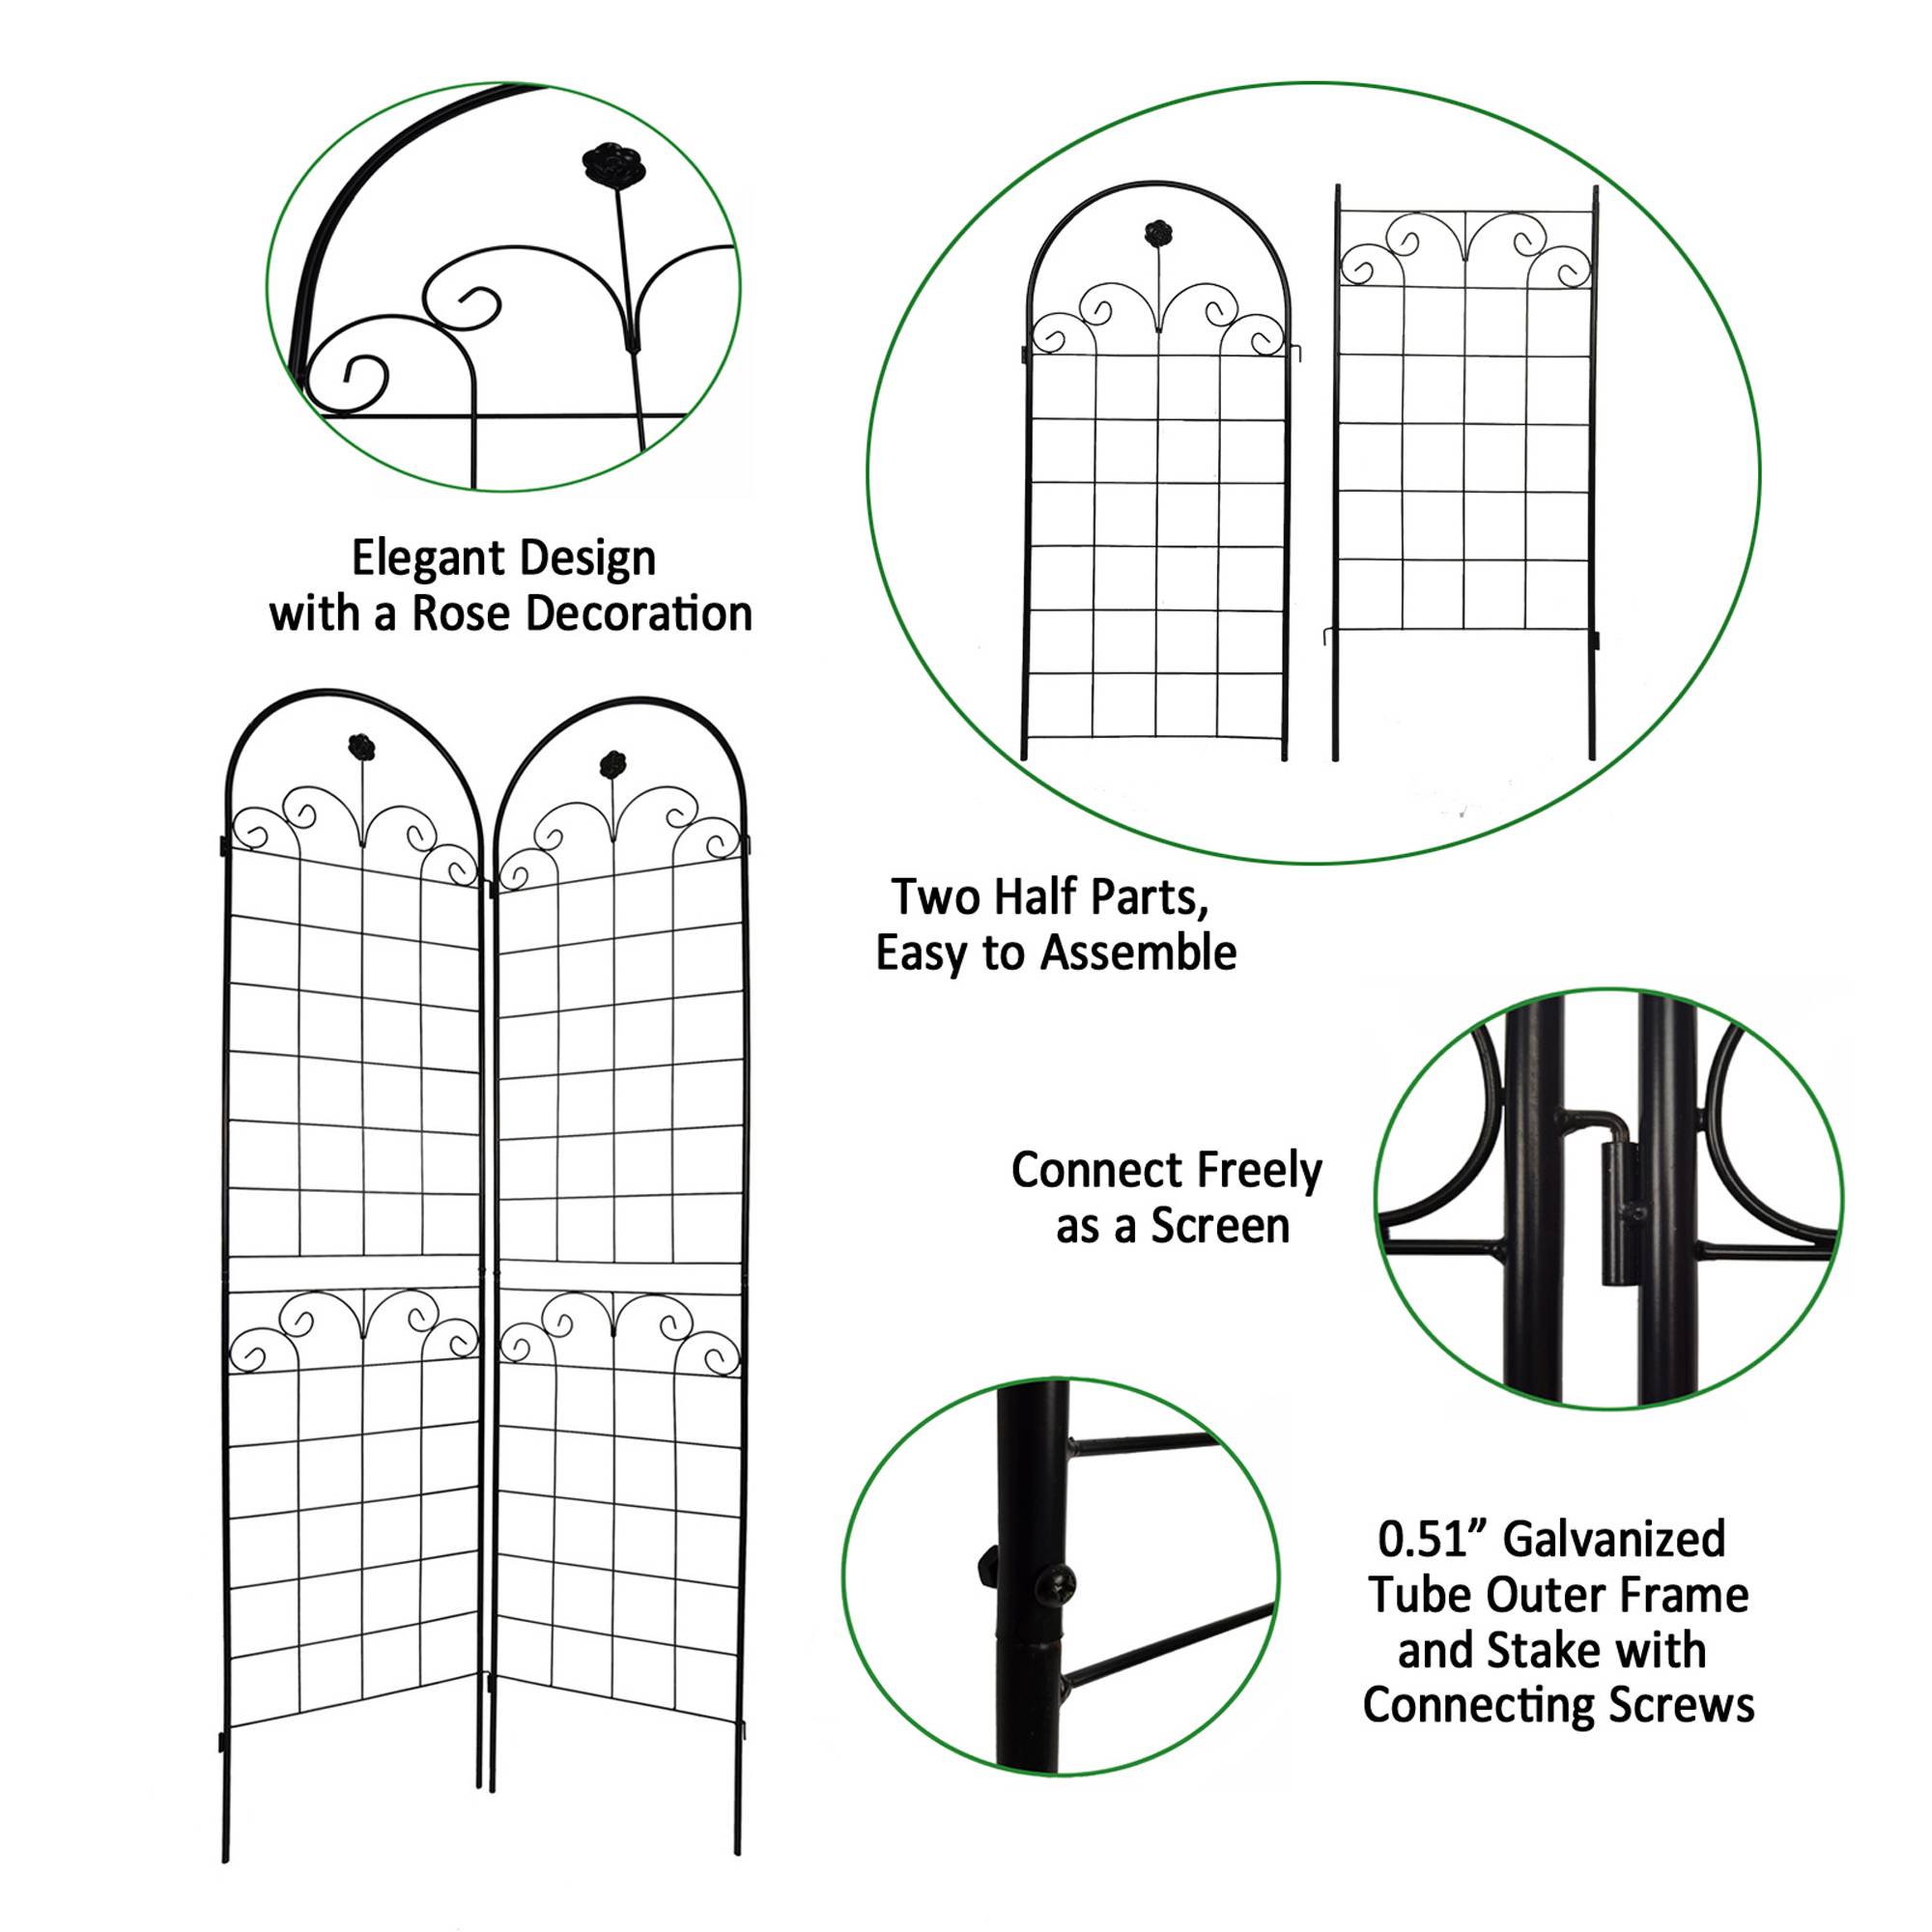 Elegant Design
with a Rose Decoration
Two Half Parts,
Easy to Assemble
Connect Freely
as a Screen
0.51” Galvanized
Tube Outer Frame
and Stake with
Connecting Screws